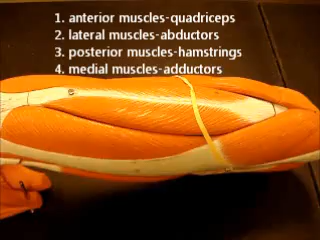 1. anterior muscles-quadriceps
2. lateral muscles-abductors
3. posterior muscles-hamstrings
4. medial muscles-adductors